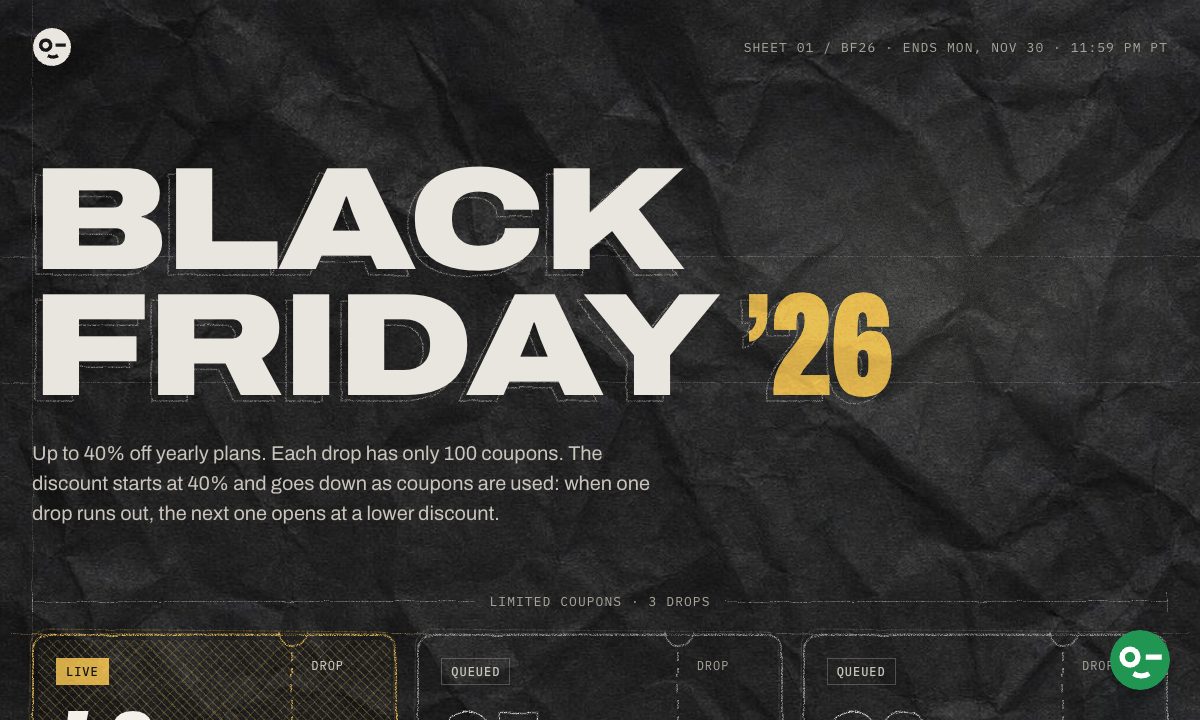 SHEET 01 / BF26 · ENDS MON, NOV 30 · 11:59 PM PT
BLACK
FRIDAY ’26
Up to 40% off yearly plans. Each drop has only 100 coupons. The
discount starts at 40% and goes down as coupons are used: when one
drop runs out, the next one opens at a lower discount.
LIMITED COUPONS · 3 DROPS
LIVE
DROP
QUEUED
DROP
QUEUED